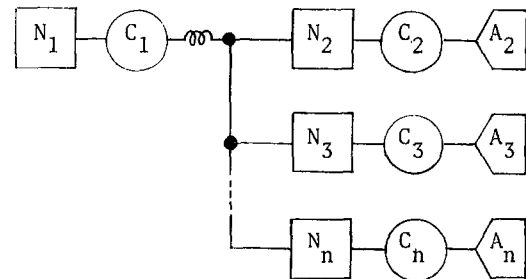 N₁ C₁ N₂ C₂ A₂
N₃ C₃ A₃
Nₙ Cₙ Aₙ